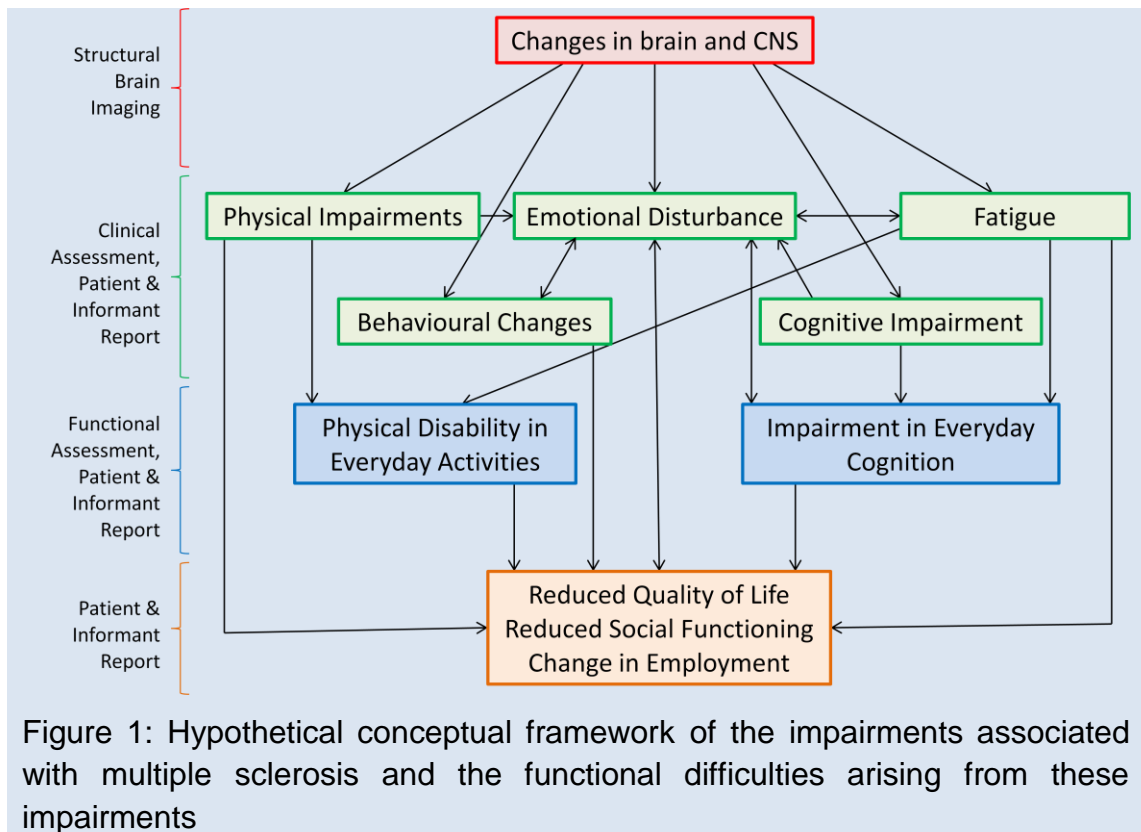 Structural
Brain
Imaging
Changes in brain and CNS
Clinical
Assessment,
Patient &
Informant
Report
Physical Impairments
Emotional Disturbance
Fatigue
Behavioural Changes
Cognitive Impairment
Functional
Assessment,
Patient &
Informant
Report
Physical Disability in
Everyday Activities
Impairment in Everyday
Cognition
Patient &
Informant
Report
Reduced Quality of Life
Reduced Social Functioning
Change in Employment
Figure 1: Hypothetical conceptual framework of the impairments associated
with multiple sclerosis and the functional difficulties arising from these
impairments